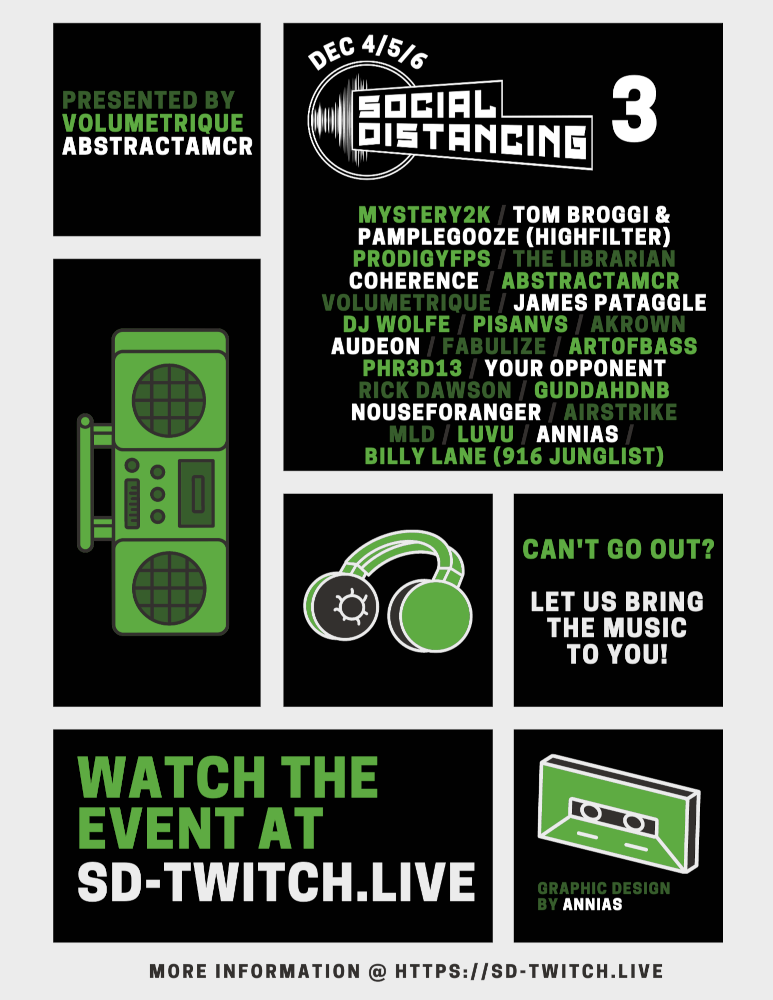 PRESENTED BY
VOLUMETRIQUE
ABSTRACTAMCR
DEC 4/5/6
SOCIAL
DISTANCING
3
MYSTERY2K / TOM BROGGI &
PAMPLEGOOZE (HIGHFILTER)
PRODIGYFPS / THE LIBRARIAN
COHERENCE / ABSTRACTAMCR
VOLUMETRIQUE / JAMES PATAGGLE
DJ WOLFE / PISANVS / AKROWN
AUDEON / FABULIZE / ARTOFBASS
PHR3D13 / YOUR OPPONENT
RICK DAWSON / GUDDAHDNB
NOUSEFORANGER / AIRSTRIKE
MLD / LUVU / ANNIAS /
BILLY LANE (916 JUNGLIST)
CAN'T GO OUT?
LET US BRING
THE MUSIC
TO YOU!
WATCH THE
EVENT AT
SD-TWITCH.LIVE
GRAPHIC DESIGN
BY ANNIAS
MORE INFORMATION @ HTTPS://SD-TWITCH.LIVE